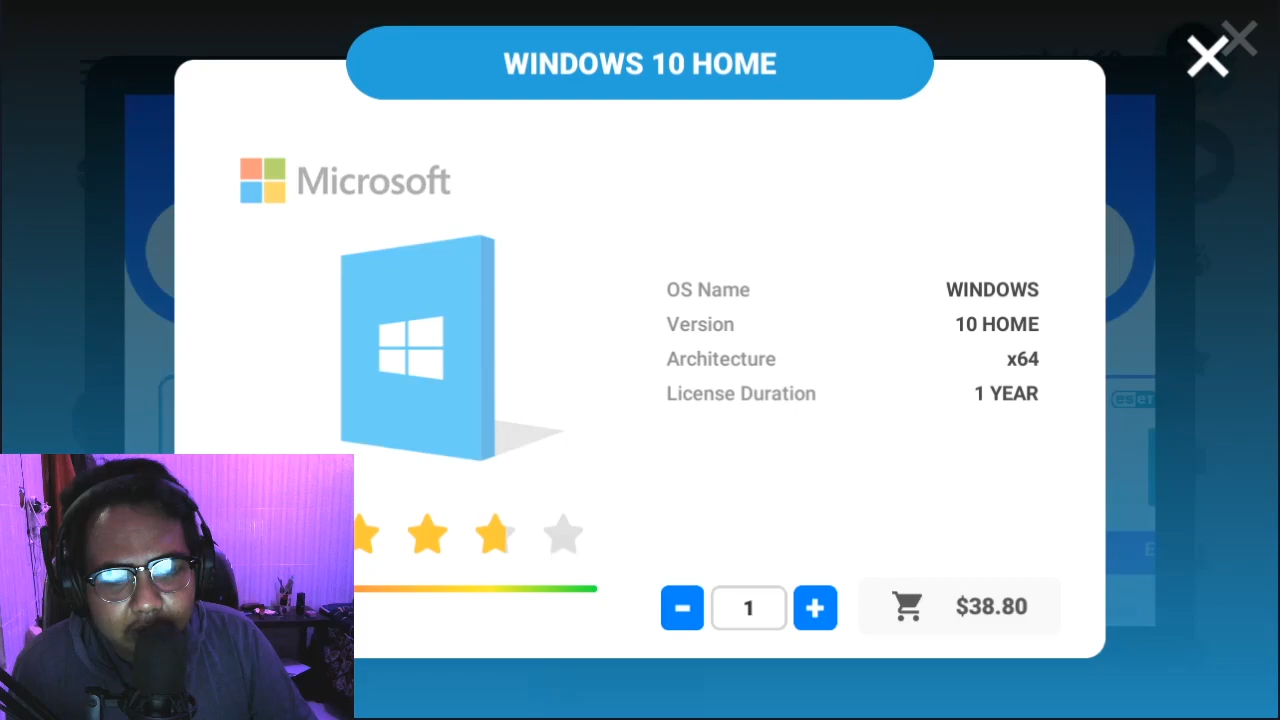 WINDOWS 10 HOME
Microsoft
OS Name WINDOWS
Version 10 HOME
Architecture x64
License Duration 1 YEAR
eset
- 1 + $38.80